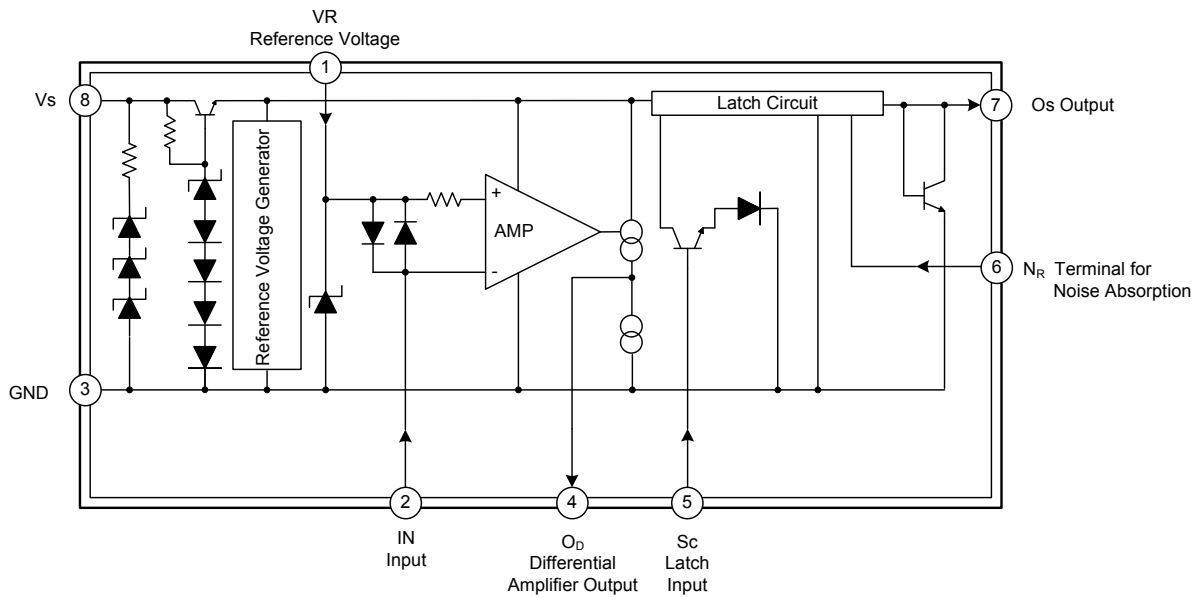 VR
Reference Voltage
1
Vs
8
Latch Circuit
7
Os Output
Reference Voltage Generator
+
AMP
-
6
NR Terminal for
Noise Absorption
GND
3
2
4
5
IN
Input
OD
Differential
Amplifier Output
Sc
Latch
Input